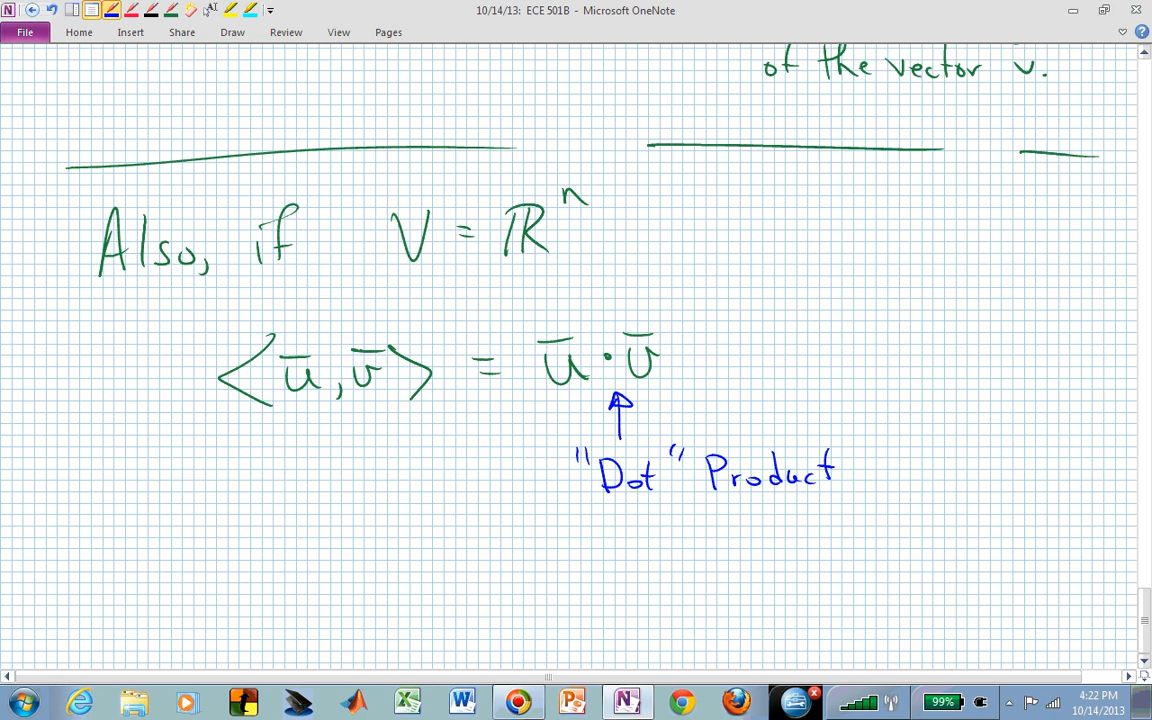 10/14/13: ECE 501B - Microsoft OneNote
File Home Insert Share Draw Review View Pages
of the vector v.
Also, if V = ℝⁿ
<u̅, v̅> = u̅ · v̅
"Dot" Product
99%
4:22 PM
10/14/2013